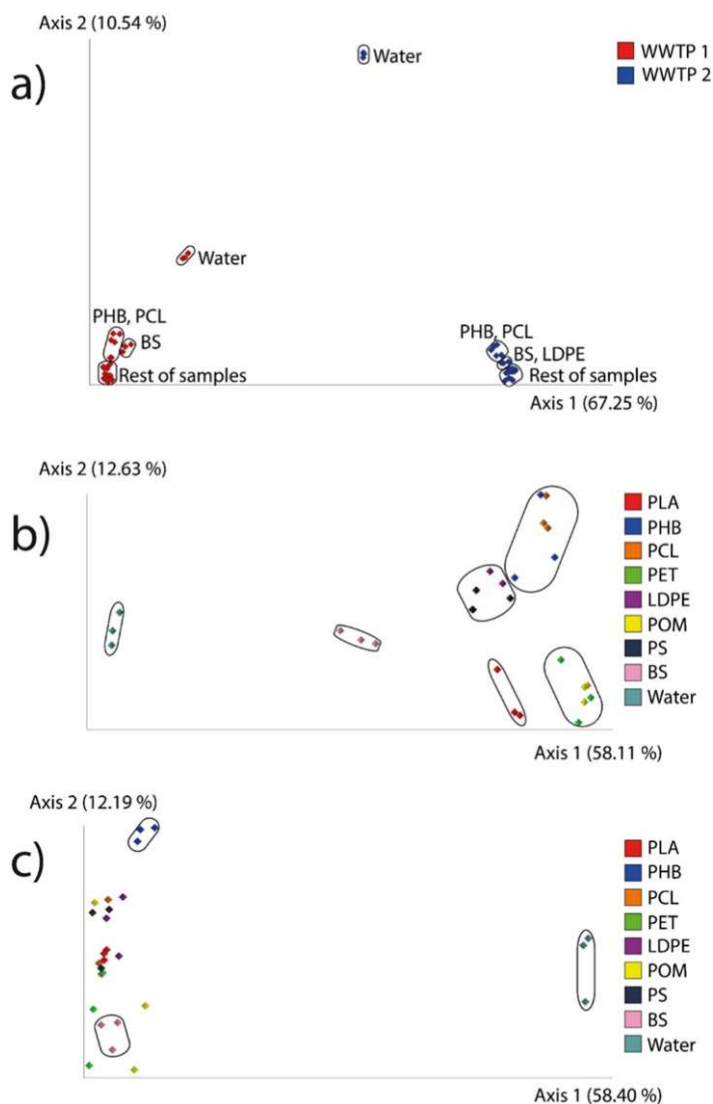 Axis 2 (10.54 %)
a)
Water
WWTP 1
WWTP 2
Water
PHB, PCL
BS
Rest of samples
PHB, PCL
BS, LDPE
Rest of samples
Axis 1 (67.25 %)
Axis 2 (12.63 %)
b)
PLA
PHB
PCL
PET
LDPE
POM
PS
BS
Water
Axis 1 (58.11 %)
Axis 2 (12.19 %)
c)
PLA
PHB
PCL
PET
LDPE
POM
PS
BS
Water
Axis 1 (58.40 %)